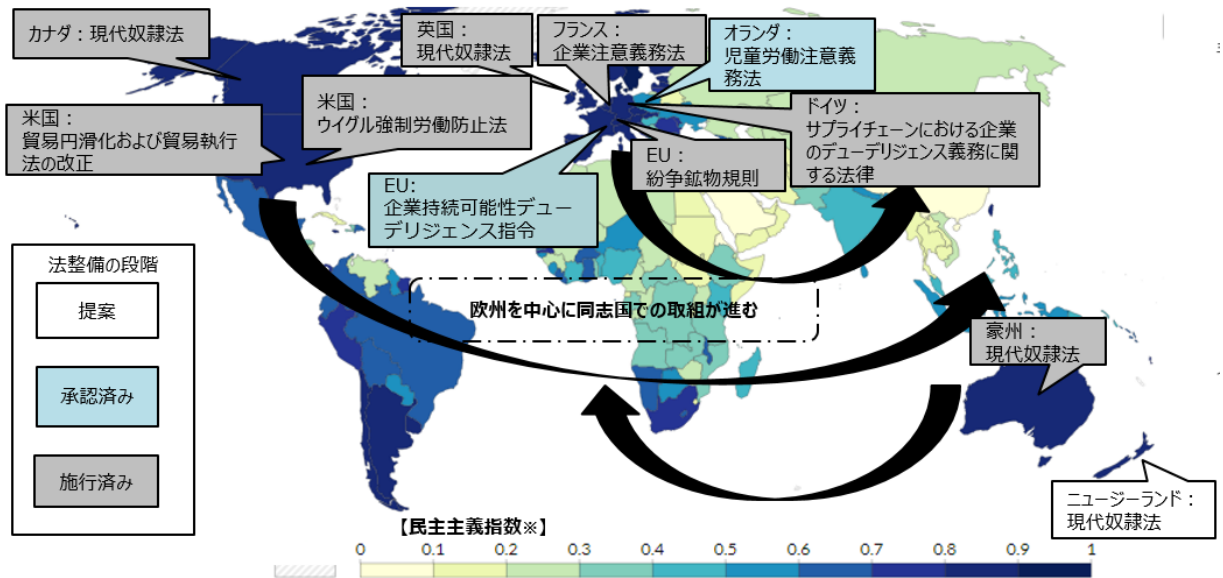 カナダ：現代奴隷法
英国：
現代奴隷法
フランス：
企業注意義務法
オランダ：
児童労働注意義
務法
米国：
貿易円滑化および貿易執行
法の改正
米国：
ウイグル強制労働防止法
ドイツ：
サプライチェーンにおける企業
のデューデリジェンス義務に関
する法律
EU：
紛争鉱物規則
EU:
企業持続可能性デュー
デリジェンス指令
法整備の段階
提案
承認済み
施行済み
欧州を中心に同志国での取組が進む
豪州：
現代奴隷法
ニュージーランド：
現代奴隷法
【民主主義指数※】
0 0.1 0.2 0.3 0.4 0.5 0.6 0.7 0.8 0.9 1